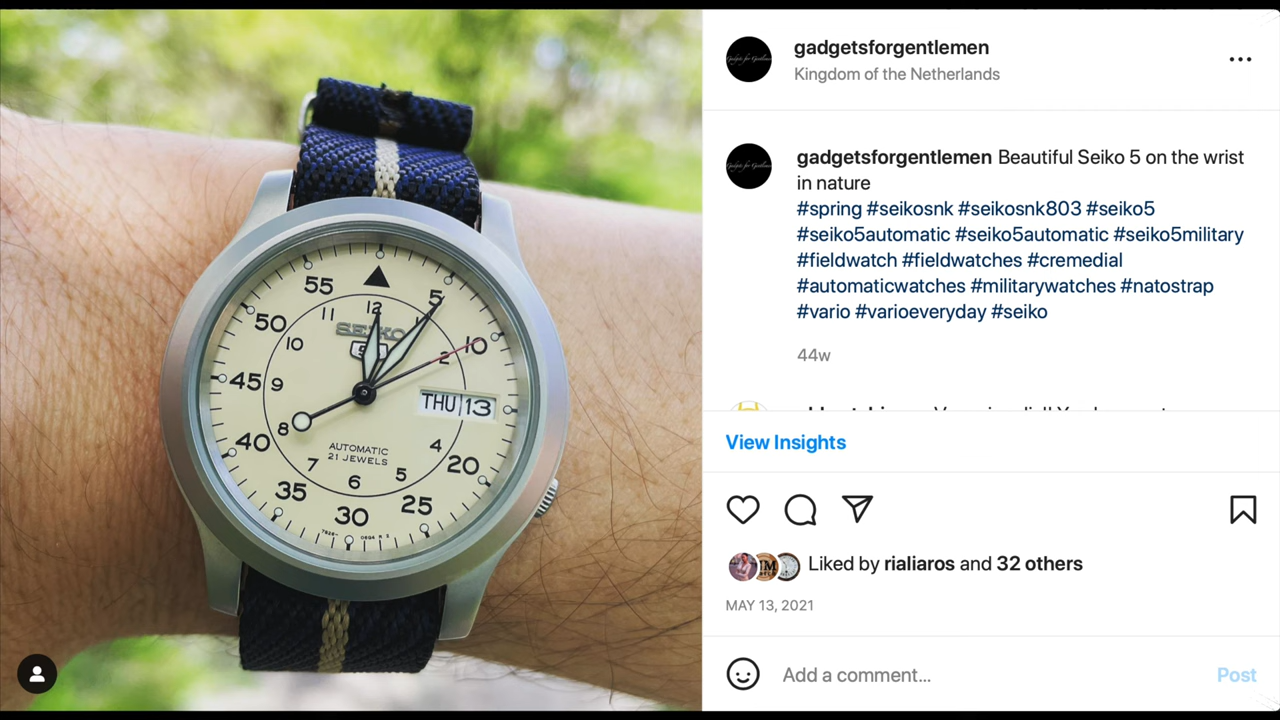 55
5
50
11
12
SEIKO
5
10
10
2
45
9
THU 13
8
40
AUTOMATIC
21 JEWELS
4
20
7
6
5
35
30
25
gadgetsforgentlemen
Kingdom of the Netherlands
gadgetsforgentlemen Beautiful Seiko 5 on the wrist
in nature
#spring #seikosnk #seikosnk803 #seiko5
#seiko5automatic #seiko5automatic #seiko5military
#fieldwatch #fieldwatches #cremedial
#automaticwatches #militarywatches #natostrap
#vario #varioeveryday #seiko
44w
View Insights
Liked by rialiaros and 32 others
MAY 13, 2021
Add a comment...
Post